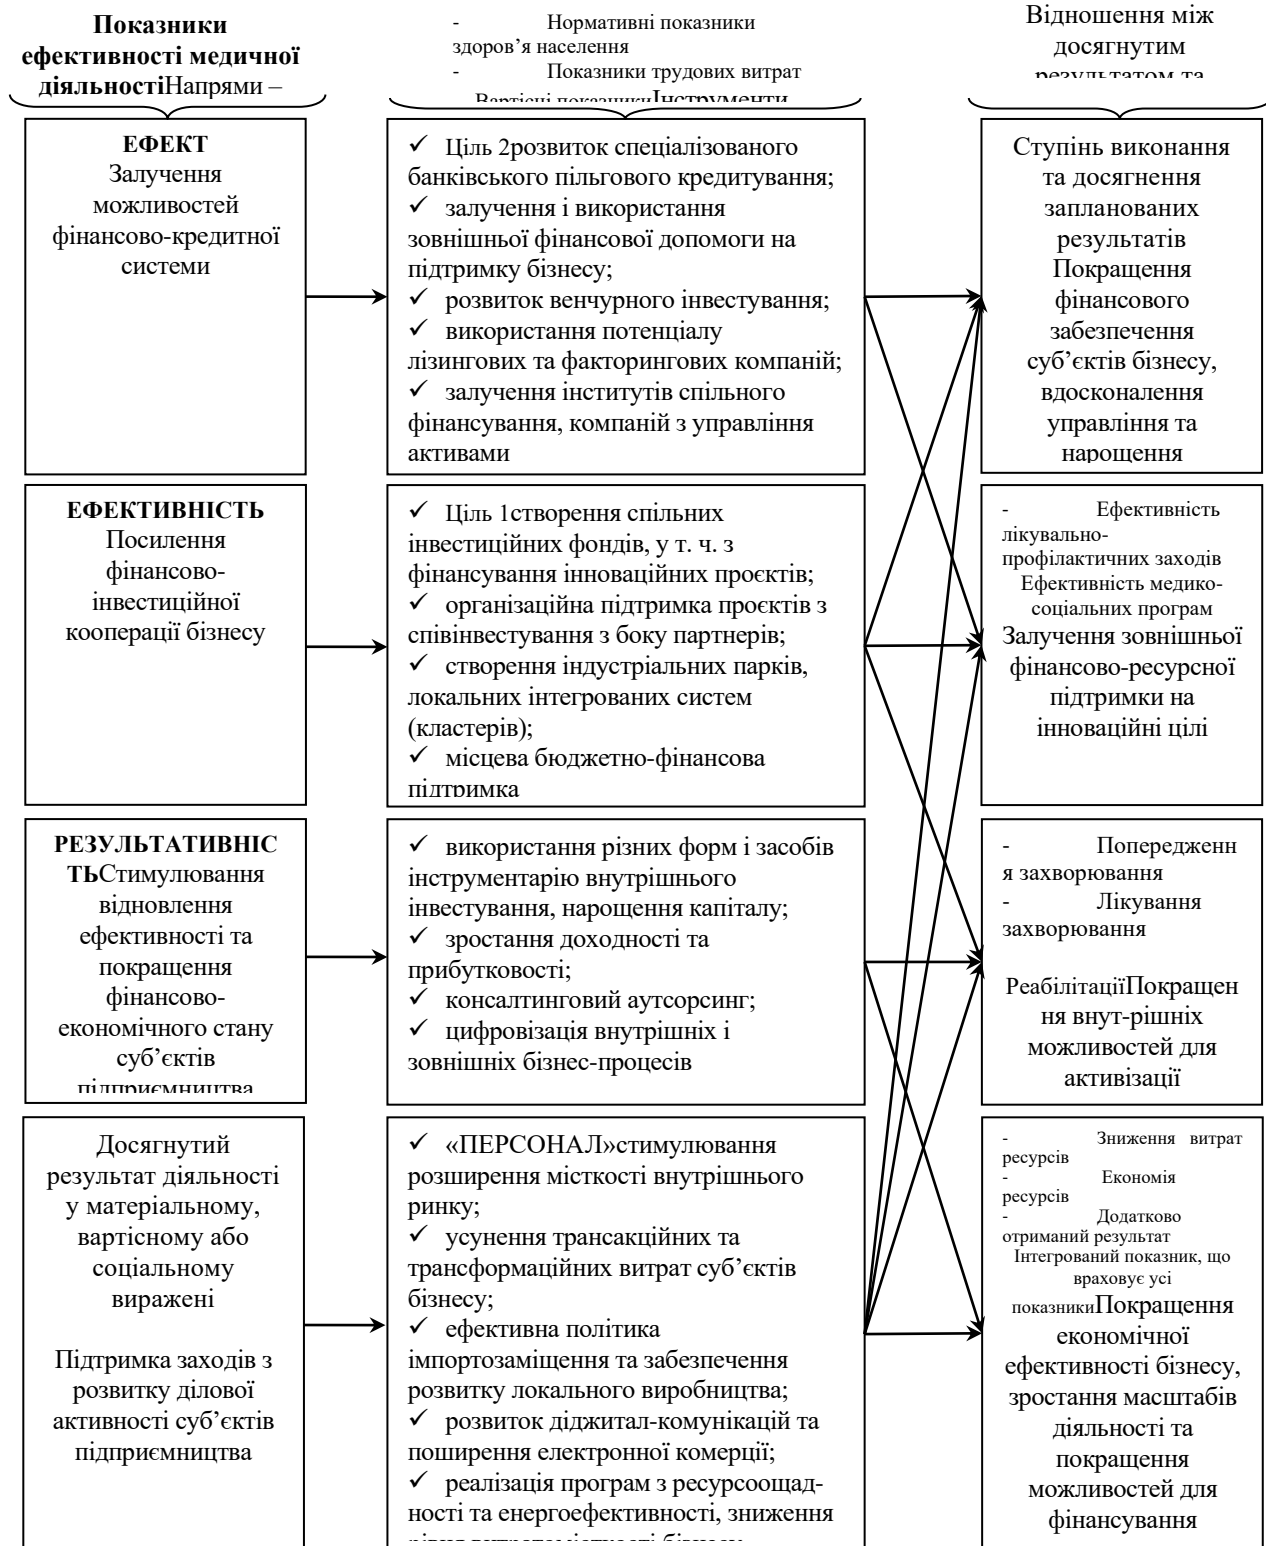 Показники
ефективності медичної
діяльностіНапрями –
- Нормативні показники
здоров’я населення
- Показники трудових витрат
Вартісні показникиІнструменти
Відношення між
досягнутим
результатом та
ЕФЕКТ
Залучення
можливостей
фінансово-кредитної
системи
✓ Ціль 2розвиток спеціалізованого
банківського пільгового кредитування;
✓ залучення і використання
зовнішньої фінансової допомоги на
підтримку бізнесу;
✓ розвиток венчурного інвестування;
✓ використання потенціалу
лізингових та факторингових компаній;
✓ залучення інститутів спільного
фінансування, компаній з управління
активами
Ступінь виконання
та досягнення
запланованих
результатів
Покращення
фінансового
забезпечення
суб’єктів бізнесу,
вдосконалення
управління та
нарощення
ЕФЕКТИВНІСТЬ
Посилення
фінансово-
інвестиційної
кооперації бізнесу
✓ Ціль 1створення спільних
інвестиційних фондів, у т. ч. з
фінансування інноваційних проєктів;
✓ організаційна підтримка проєктів з
співінвестування з боку партнерів;
✓ створення індустріальних парків,
локальних інтегрованих систем
(кластерів);
✓ місцева бюджетно-фінансова
підтримка
- Ефективність
лікувально-
профілактичних заходів
Ефективність медико-
соціальних програм
Залучення зовнішньої
фінансово-ресурсної
підтримки на
інноваційні цілі
РЕЗУЛЬТАТИВНІС
ТЬСтимулювання
відновлення
ефективності та
покращення
фінансово-
економічного стану
суб’єктів
підприємництва
✓ використання різних форм і засобів
інструментарію внутрішнього
інвестування, нарощення капіталу;
✓ зростання доходності та
прибутковості;
✓ консалтинговий аутсорсинг;
✓ цифровізація внутрішніх і
зовнішніх бізнес-процесів
- Попередженн
я захворювання
- Лікування
захворювання
РеабілітаціїПокращен
ня внут-рішніх
можливостей для
активізації
Досягнутий
результат діяльності
у матеріальному,
вартісному або
соціальному
виражені
Підтримка заходів з
розвитку ділової
активності суб’єктів
підприємництва
✓ «ПЕРСОНАЛ»стимулювання
розширення місткості внутрішнього
ринку;
✓ усунення трансакційних та
трансформаційних витрат суб’єктів
бізнесу;
✓ ефективна політика
імпортозаміщення та забезпечення
розвитку локального виробництва;
✓ розвиток діджитал-комунікацій та
поширення електронної комерції;
✓ реалізація програм з ресурсоощад-
ності та енергоефективності, зниження
рівня витратомісткості бізнесу
- Зниження витрат
ресурсів
- Економія
ресурсів
- Додатково
отриманий результат
Інтегрований показник, що
враховує усі
показникиПокращення
економічної
ефективності бізнесу,
зростання масштабів
діяльності та
покращення
можливостей для
фінансування